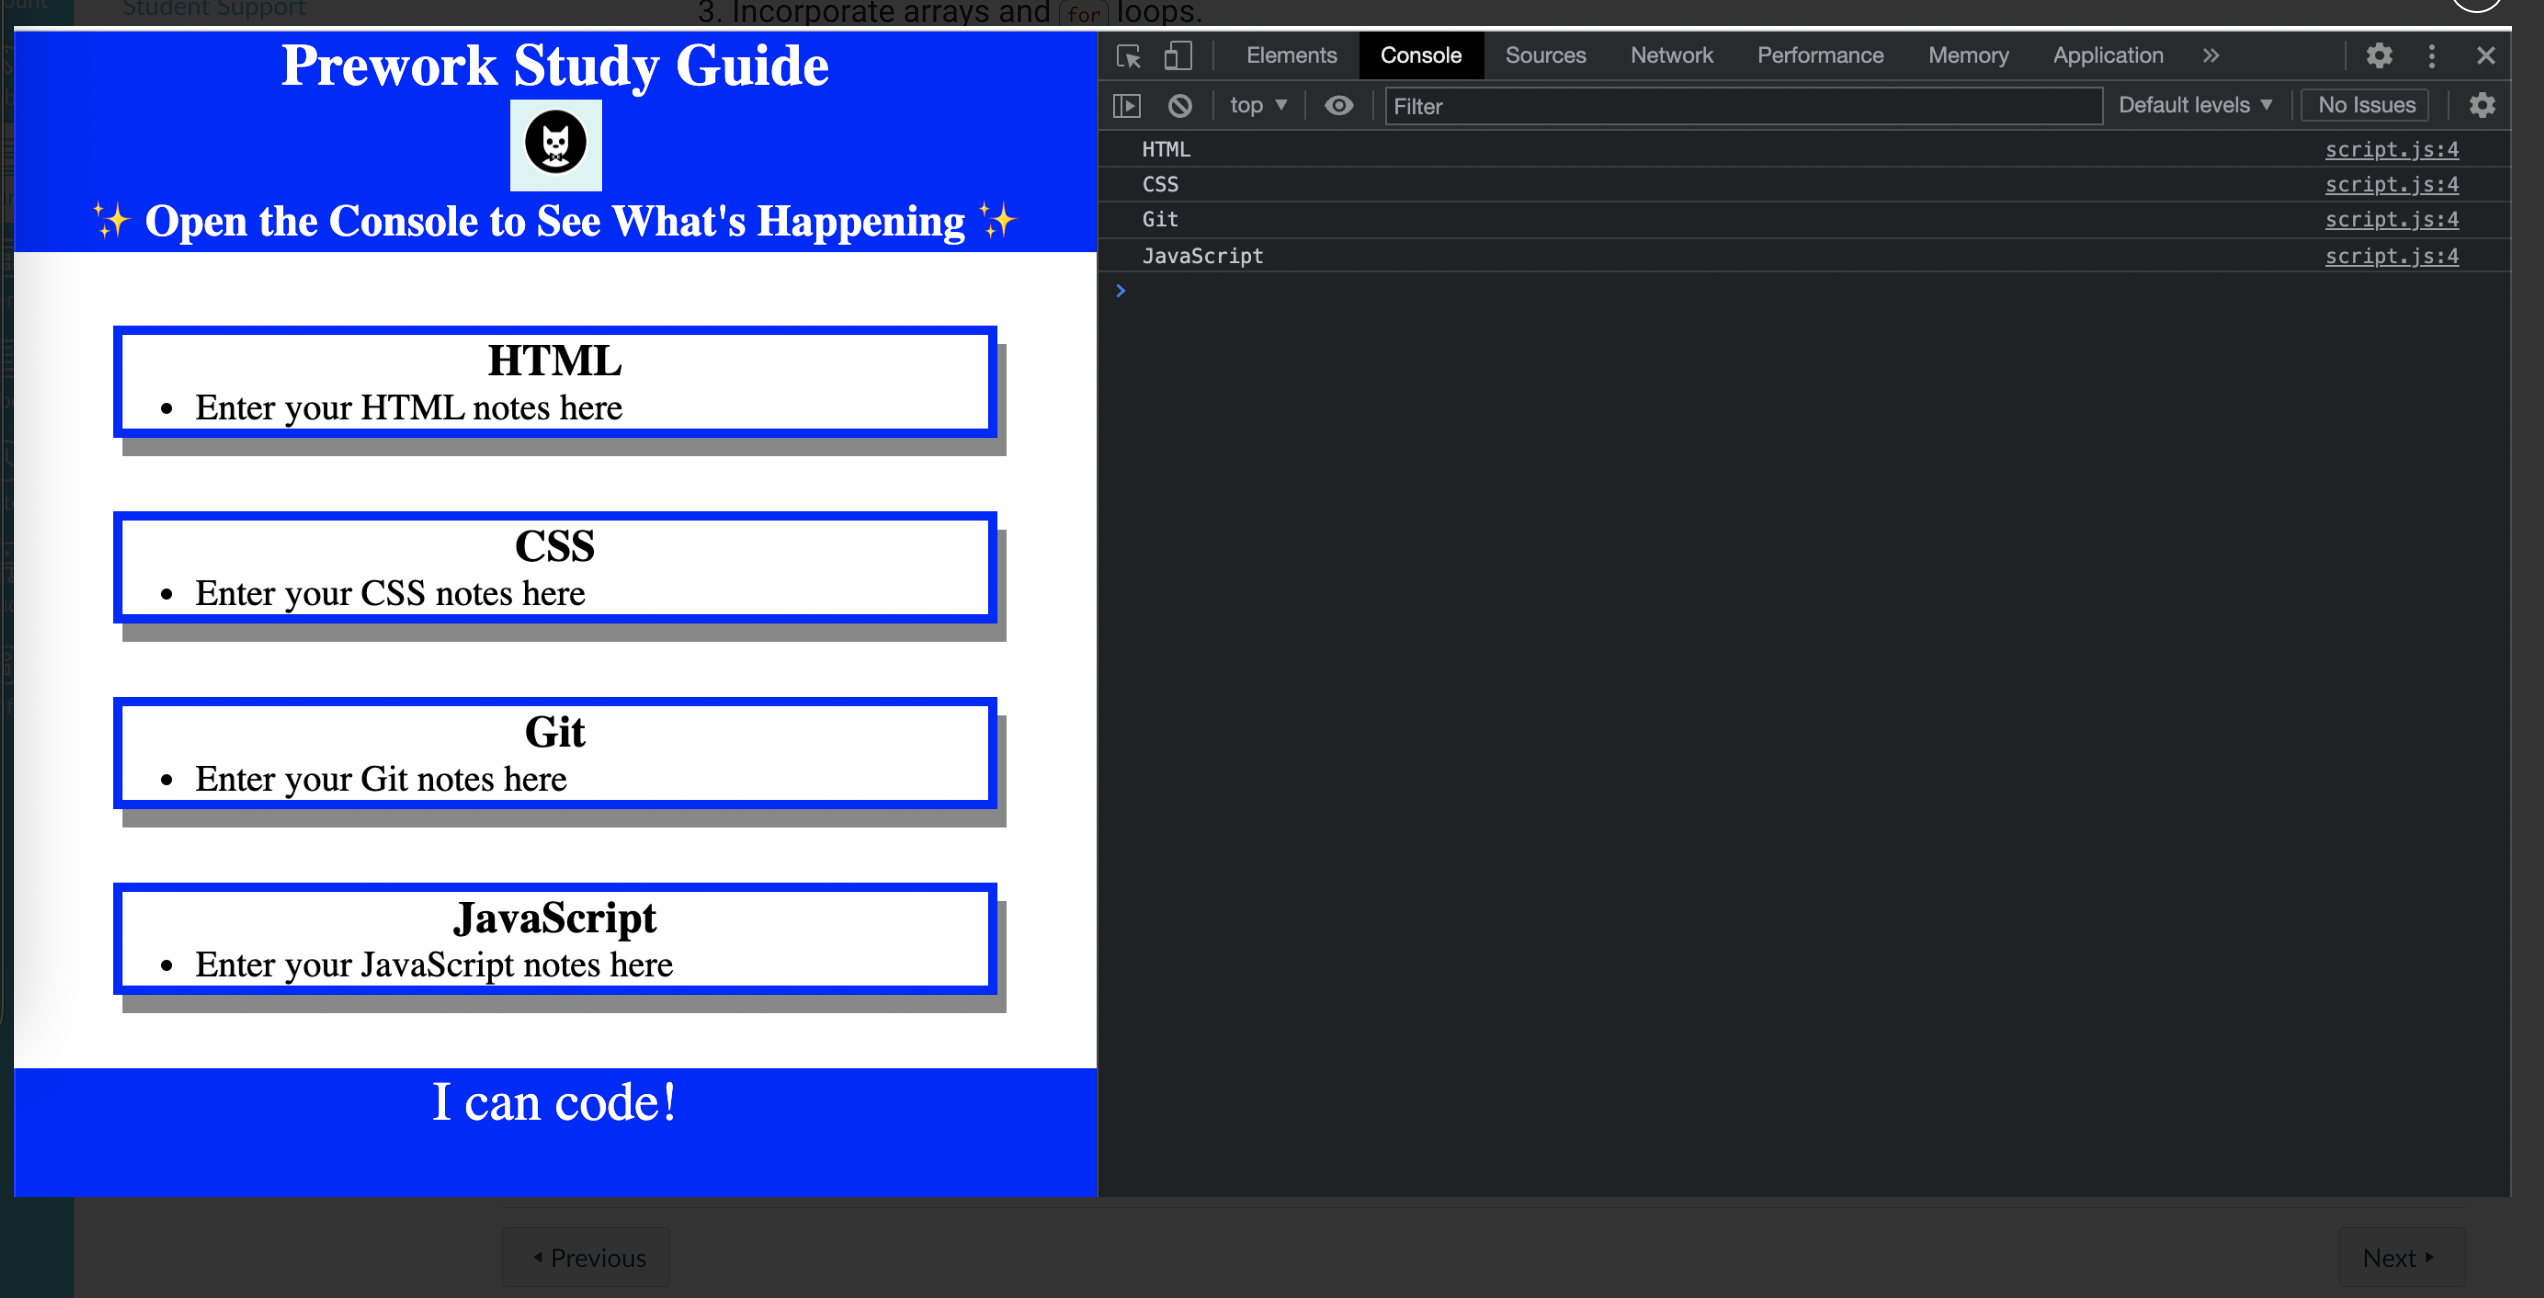 Student Support
3. Incorporate arrays and for loops.
Prework Study Guide
✨ Open the Console to See What's Happening ✨
HTML
• Enter your HTML notes here
CSS
• Enter your CSS notes here
Git
• Enter your Git notes here
JavaScript
• Enter your JavaScript notes here
I can code!
Elements Console Sources Network Performance Memory Application »
top ▼ Filter Default levels ▼ No Issues
HTML script.js:4
CSS script.js:4
Git script.js:4
JavaScript script.js:4
>
◂ Previous
Next ▸